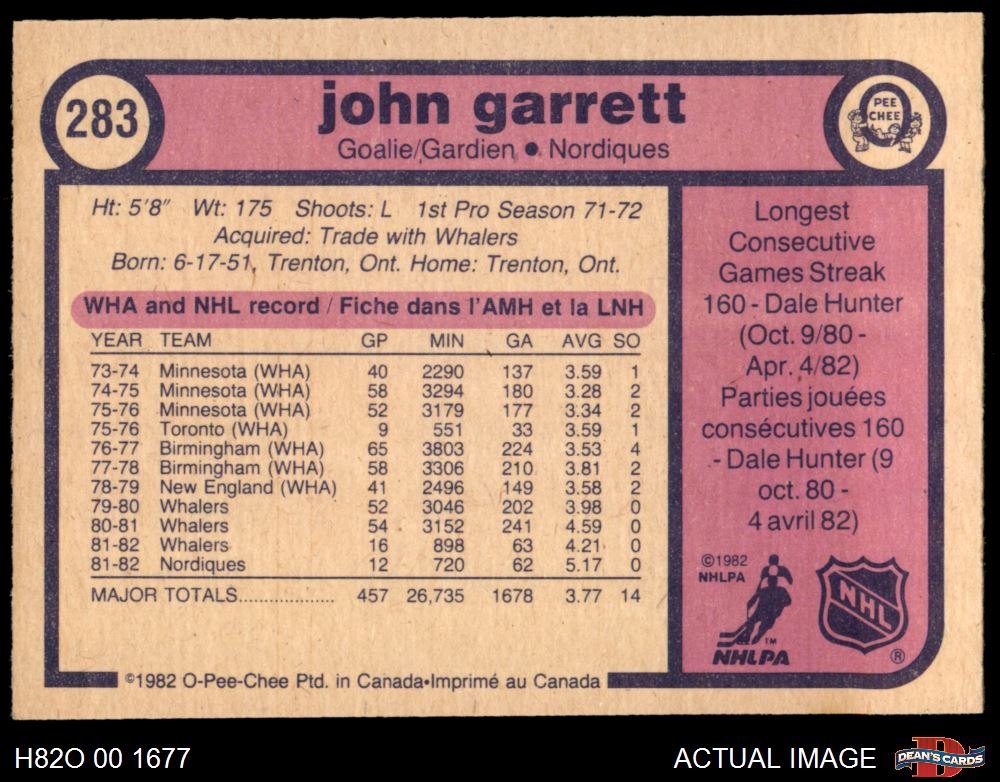 283
john garrett
Goalie/Gardien • Nordiques
PEE
CHEE
Ht: 5'8" Wt: 175 Shoots: L 1st Pro Season 71-72
Acquired: Trade with Whalers
Born: 6-17-51, Trenton, Ont. Home: Trenton, Ont.
WHA and NHL record / Fiche dans l'AMH et la LNH
YEAR TEAM GP MIN GA AVG SO
73-74 Minnesota (WHA) 40 2290 137 3.59 1
74-75 Minnesota (WHA) 58 3294 180 3.28 2
75-76 Minnesota (WHA) 52 3179 177 3.34 2
75-76 Toronto (WHA) 9 551 33 3.59 1
76-77 Birmingham (WHA) 65 3803 224 3.53 4
77-78 Birmingham (WHA) 58 3306 210 3.81 2
78-79 New England (WHA) 41 2496 149 3.58 2
79-80 Whalers 52 3046 202 3.98 0
80-81 Whalers 54 3152 241 4.59 0
81-82 Whalers 16 898 63 4.21 0
81-82 Nordiques 12 720 62 5.17 0
MAJOR TOTALS................... 457 26,735 1678 3.77 14
©1982 O-Pee-Chee Ptd. in Canada•Imprimé au Canada
Longest
Consecutive
Games Streak
160 - Dale Hunter
(Oct. 9/80 -
Apr. 4/82)
Parties jouées
consécutives 160
- Dale Hunter (9
oct. 80 -
4 avril 82)
©1982
NHLPA
TM
NHLPA
NHL
®
H82O 00 1677
ACTUAL IMAGE
D
DEAN'S CARDS